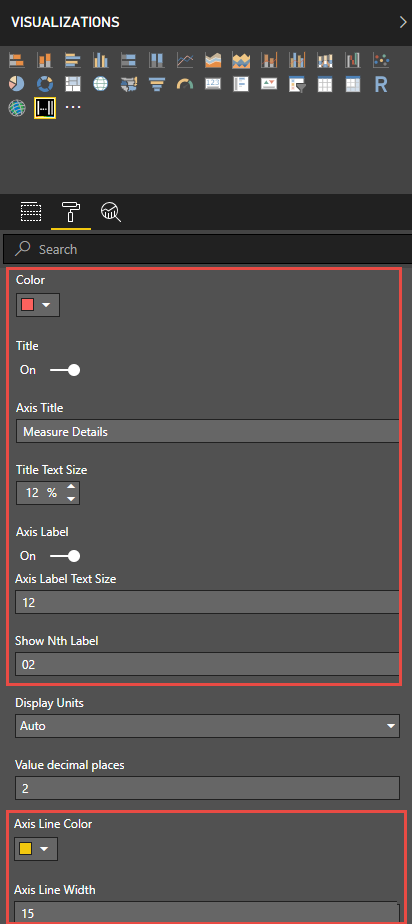 VISUALIZATIONS
R
Search
Color
Title
On
Axis Title
Measure Details
Title Text Size
12 %
Axis Label
On
Axis Label Text Size
12
Show Nth Label
02
Display Units
Auto
Value decimal places
2
Axis Line Color
Axis Line Width
15